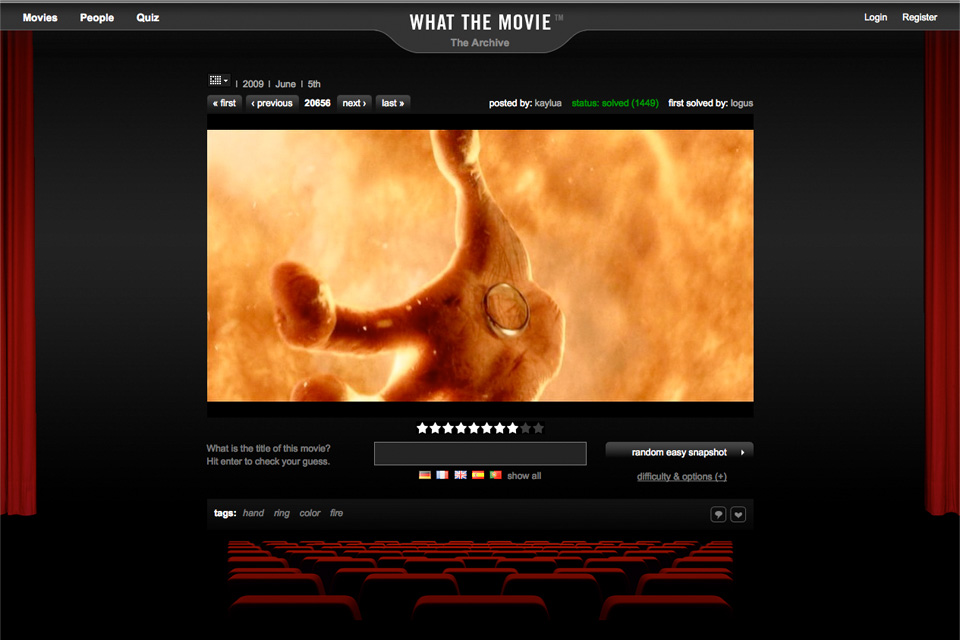 Movies People Quiz
WHAT THE MOVIE™
Login Register
The Archive
| 2009 | June | 5th
« first ‹ previous 20656 next › last »
posted by: kaylua status: solved (1449) first solved by: logus
What is the title of this movie?
Hit enter to check your guess.
random easy snapshot
show all
difficulty & options (+)
tags: hand ring color fire